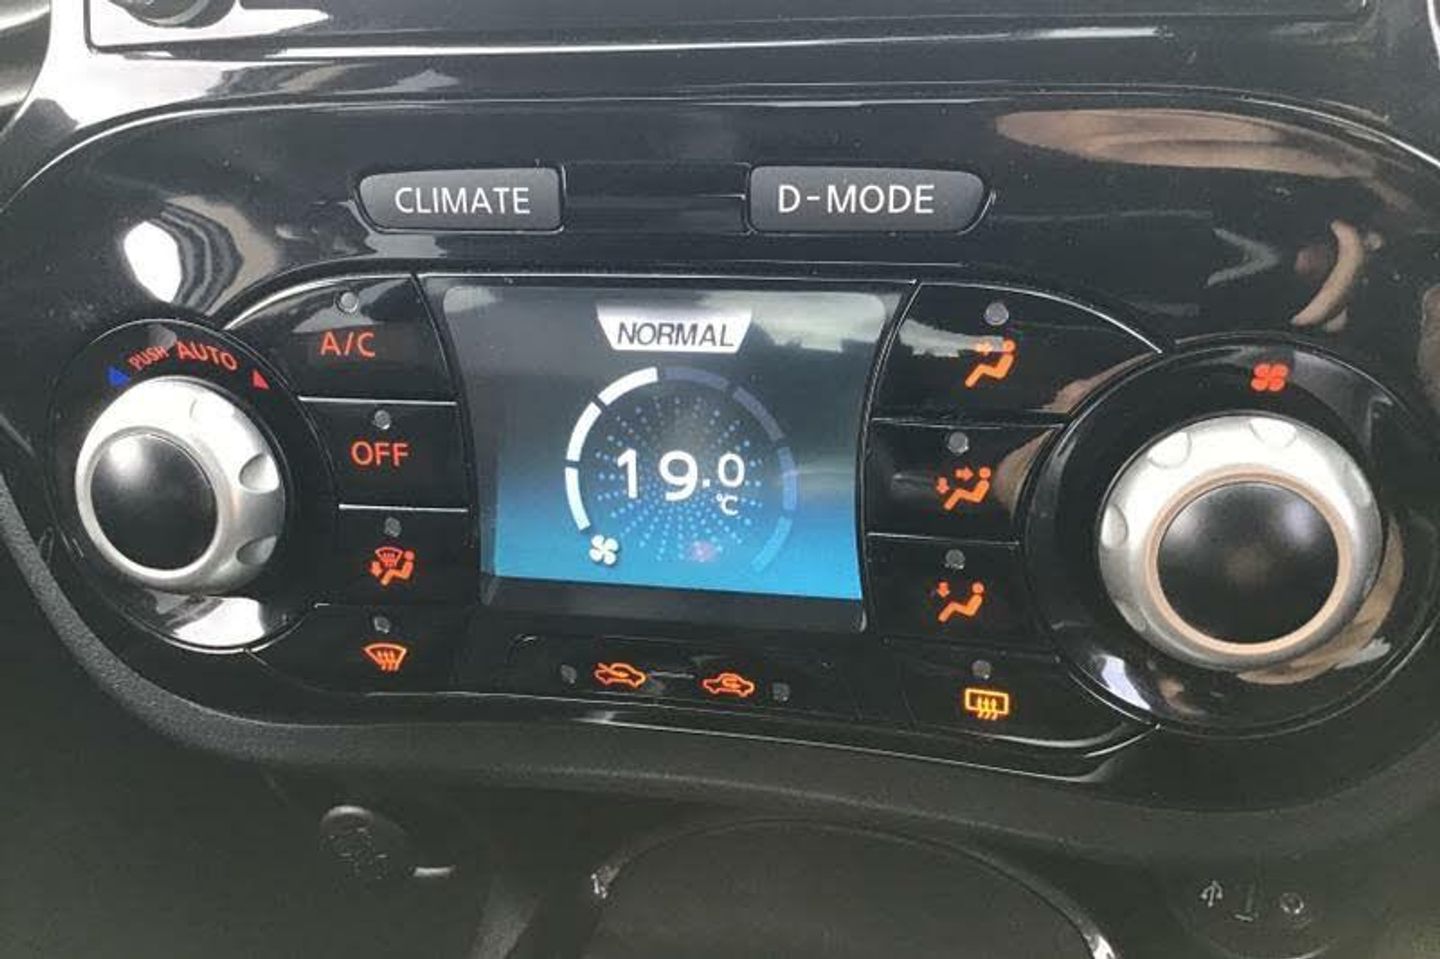 CLIMATE
D-MODE
PUSH AUTO
A/C
NORMAL
OFF
19.0
°C